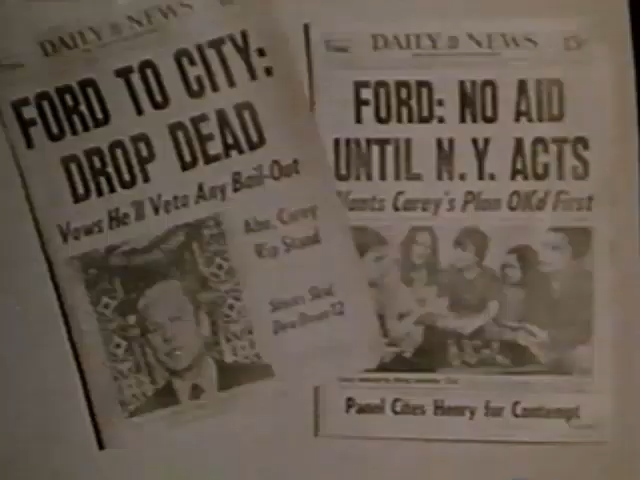 DAILY NEWS
FORD TO CITY:
DROP DEAD
Vows He'll Veto Any Bail-Out
Abe, Carey
Rip Stand
Stocks Skid,
Dow Down 12
DAILY NEWS
FORD: NO AID
UNTIL N.Y. ACTS
Wants Carey's Plan OKd First
Panel Cites Henry for Contempt